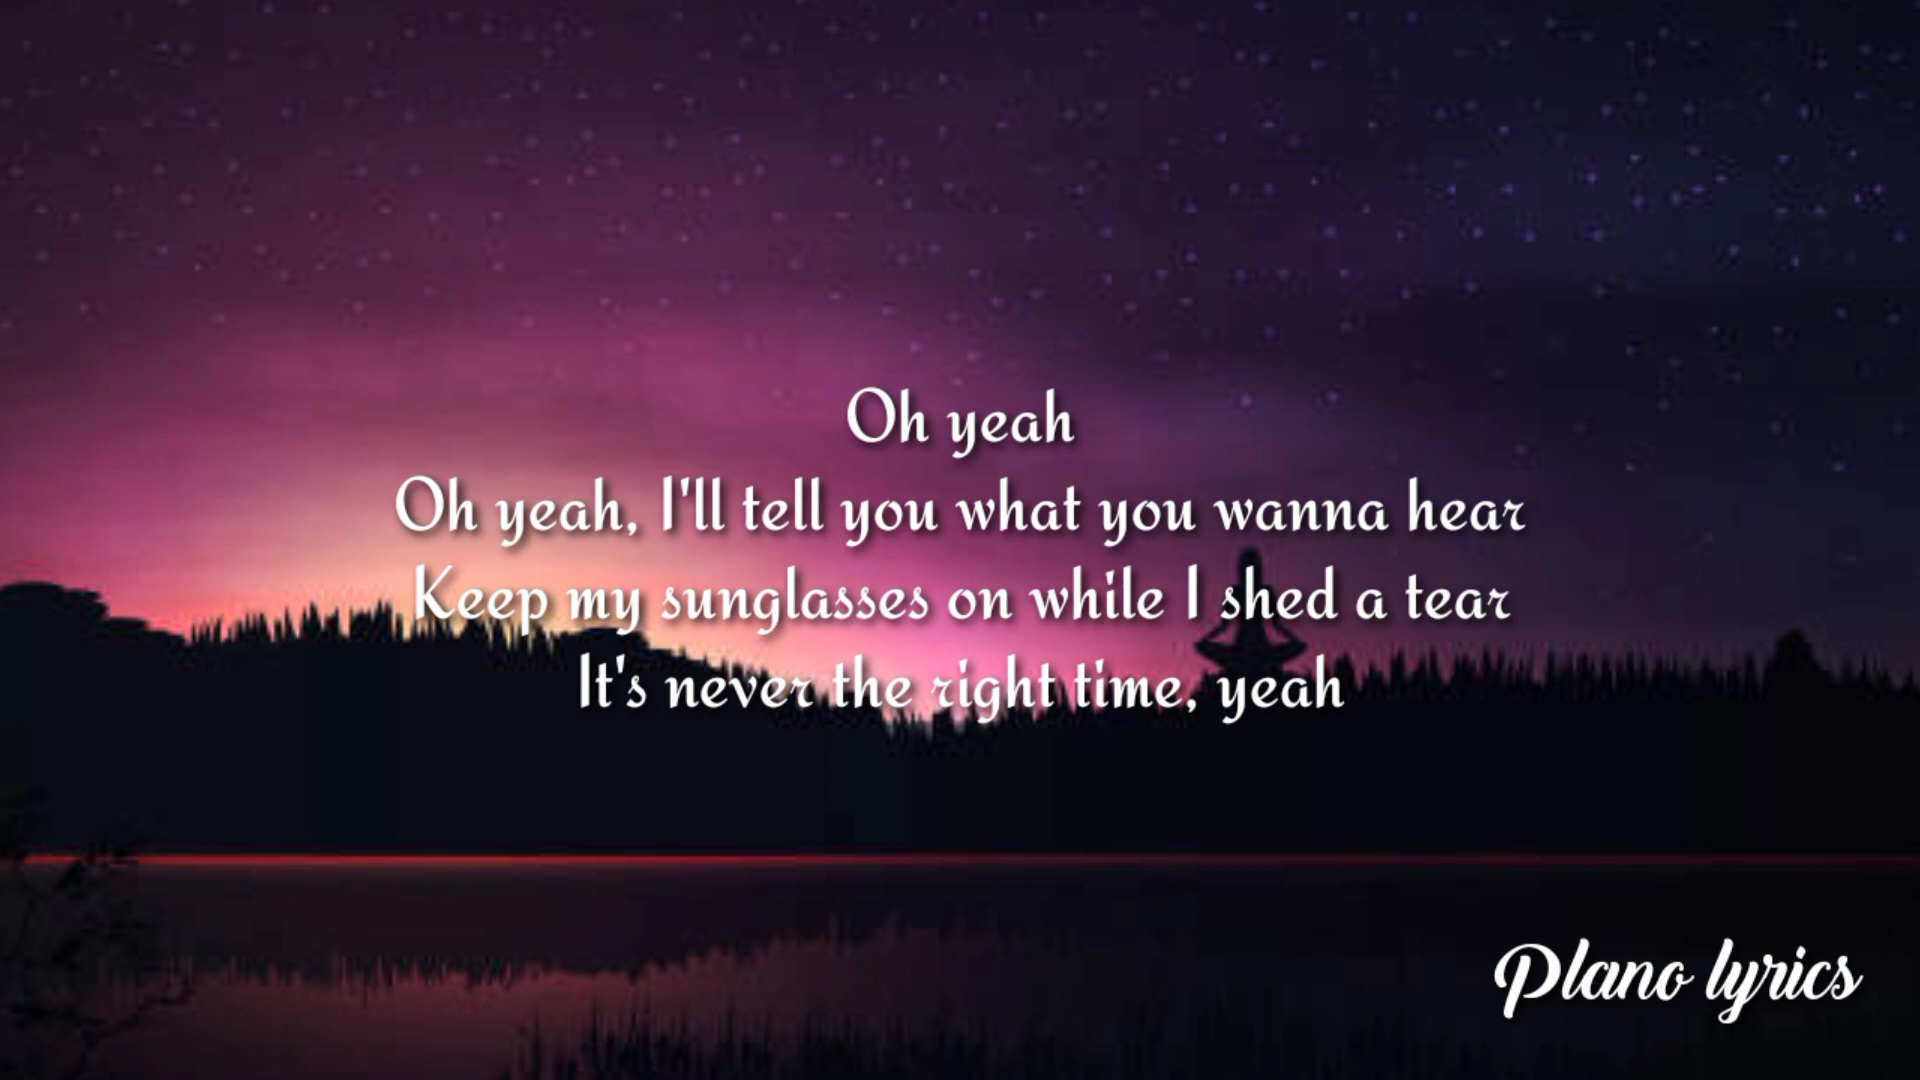 Oh yeah
Oh yeah, I'll tell you what you wanna hear
Keep my sunglasses on while I shed a tear
It's never the right time, yeah
Plano lyrics